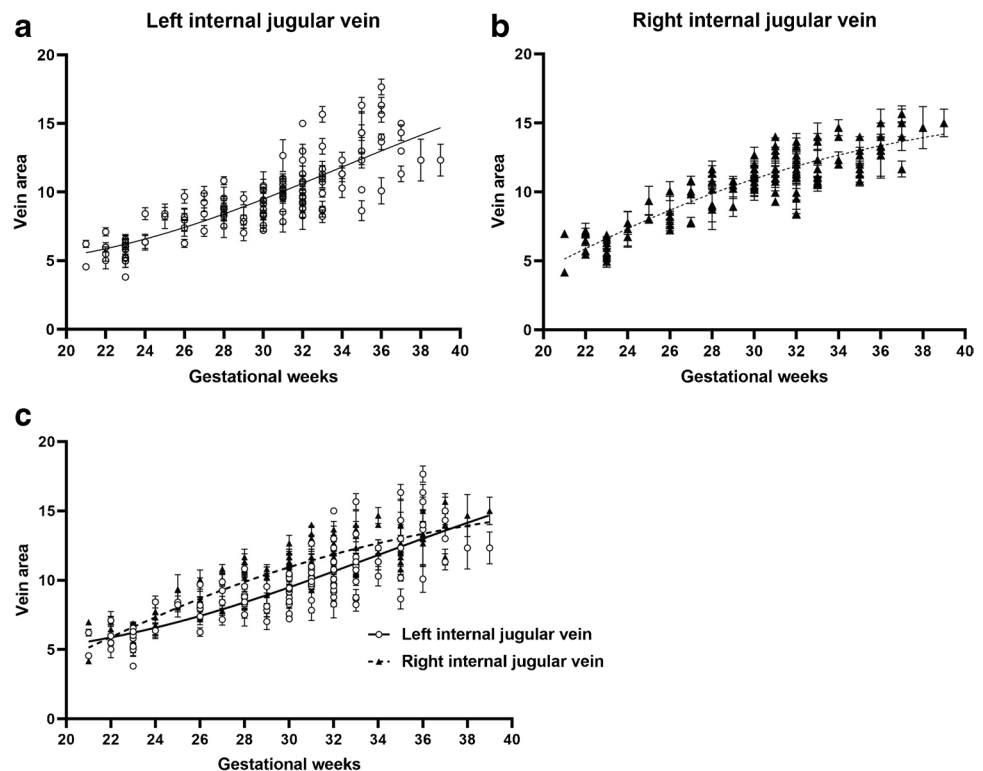 a
Left internal jugular vein
20
15
10
5
0
Vein area
20 22 24 26 28 30 32 34 36 38 40
Gestational weeks
b
Right internal jugular vein
20
15
10
5
0
Vein area
20 22 24 26 28 30 32 34 36 38 40
Gestational weeks
c
20
15
10
5
0
Vein area
Left internal jugular vein
Right internal jugular vein
20 22 24 26 28 30 32 34 36 38 40
Gestational weeks